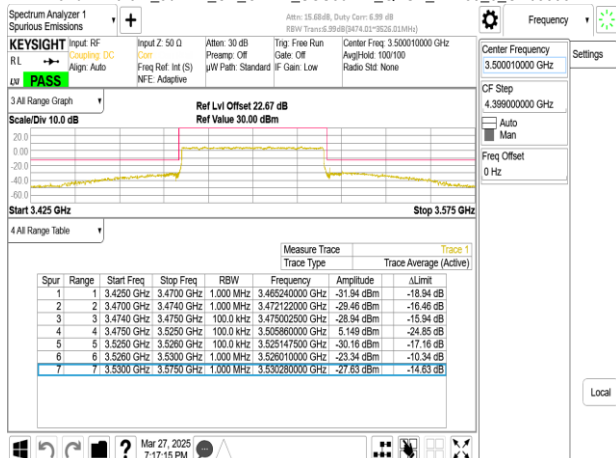 Spectrum Analyzer 1
Spurious Emissions
Attn: 15.68dB, Duty Corr: 6.99 dB
RBW Trans:6.99dB(3474.01~3526.01MHz)
Frequency
KEYSIGHT
RL
LXI
PASS
Input: RF
Coupling: DC
Align: Auto
Input Z: 50 Ω
Corr
Freq Ref: Int (S)
NFE: Adaptive
Atten: 30 dB
Preamp: Off
µW Path: Standard
Trig: Free Run
Gate: Off
IF Gain: Low
Center Freq: 3.500010000 GHz
Avg|Hold: 100/100
Radio Std: None
Center Frequency
3.500010000 GHz
Settings
CF Step
4.399000000 GHz
Auto
Man
Freq Offset
0 Hz
3 All Range Graph
Scale/Div 10.0 dB
Ref Lvl Offset 22.67 dB
Ref Value 30.00 dBm
20.0
0.00
-20.0
-40.0
-60.0
Start 3.425 GHz
Stop 3.575 GHz
4 All Range Table
Measure Trace Trace 1
Trace Type Trace Average (Active)
Spur Range Start Freq Stop Freq RBW Frequency Amplitude ΔLimit
1 1 3.4250 GHz 3.4700 GHz 1.000 MHz 3.465240000 GHz -31.94 dBm -18.94 dB
2 2 3.4700 GHz 3.4740 GHz 1.000 MHz 3.472122000 GHz -29.46 dBm -16.46 dB
3 3 3.4740 GHz 3.4750 GHz 100.0 kHz 3.475002500 GHz -28.94 dBm -15.94 dB
4 4 3.4750 GHz 3.5250 GHz 100.0 kHz 3.505860000 GHz 5.149 dBm -24.85 dB
5 5 3.5250 GHz 3.5260 GHz 100.0 kHz 3.525147500 GHz -30.16 dBm -17.16 dB
6 6 3.5260 GHz 3.5300 GHz 1.000 MHz 3.526010000 GHz -23.34 dBm -10.34 dB
7 7 3.5300 GHz 3.5750 GHz 1.000 MHz 3.530280000 GHz -27.63 dBm -14.63 dB
Local
?
Mar 27, 2025
7:17:15 PM